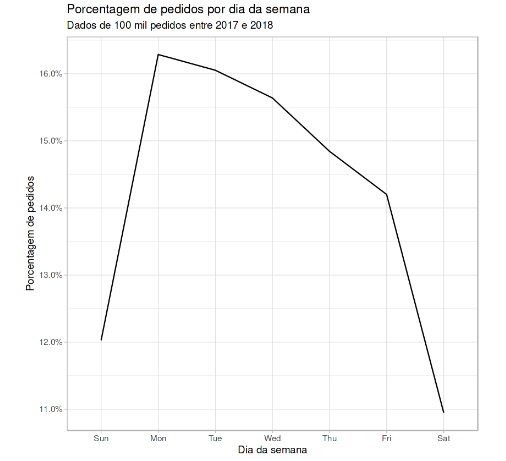 Porcentagem de pedidos por dia da semana
Dados de 100 mil pedidos entre 2017 e 2018
Porcentagem de pedidos
16.0%
15.0%
14.0%
13.0%
12.0%
11.0%
Sun Mon Tue Wed Thu Fri Sat
Dia da semana